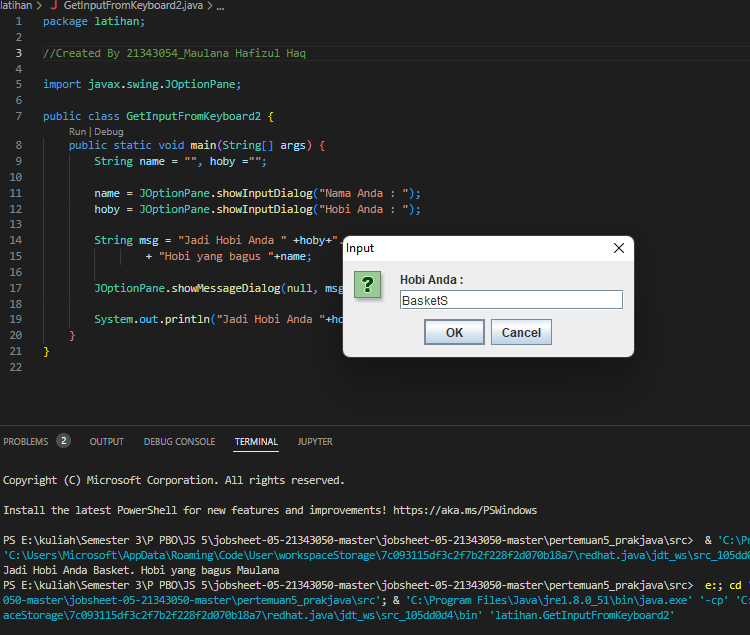 latihan > J GetInputFromKeyboard2.java > ...
1 package latihan;
2
3 //Created By 21343054_Maulana Hafizul Haq
4
5 import javax.swing.JOptionPane;
6
7 public class GetInputFromKeyboard2 {
Run | Debug
8 public static void main(String[] args) {
9 String name = "", hoby ="";
10
11 name = JOptionPane.showInputDialog("Nama Anda : ");
12 hoby = JOptionPane.showInputDialog("Hobi Anda : ");
13
14 String msg = "Jadi Hobi Anda " +hoby+".
15 + "Hobi yang bagus "+name;
16
17 JOptionPane.showMessageDialog(null, msg
18
19 System.out.println("Jadi Hobi Anda "+ho
20 }
21 }
22
Input
?
Hobi Anda :
BasketS
OK Cancel
PROBLEMS 2 OUTPUT DEBUG CONSOLE TERMINAL JUPYTER
Copyright (C) Microsoft Corporation. All rights reserved.
Install the latest PowerShell for new features and improvements! https://aka.ms/PSWindows
PS E:\kuliah\Semester 3\P PBO\JS 5\jobsheet-05-21343050-master\jobsheet-05-21343050-master\pertemuan5_prakjava\src> & 'C:\Pr
'C:\Users\Microsoft\AppData\Roaming\Code\User\workspaceStorage\7c093115df3c2f7b2f228f2d070b18a7\redhat.java\jdt_ws\src_105dd0
Jadi Hobi Anda Basket. Hobi yang bagus Maulana
PS E:\kuliah\Semester 3\P PBO\JS 5\jobsheet-05-21343050-master\jobsheet-05-21343050-master\pertemuan5_prakjava\src> e:; cd '
050-master\jobsheet-05-21343050-master\pertemuan5_prakjava\src'; & 'C:\Program Files\Java\jre1.8.0_51\bin\java.exe' '-cp' 'C:
aceStorage\7c093115df3c2f7b2f228f2d070b18a7\redhat.java\jdt_ws\src_105dd0d4\bin' 'latihan.GetInputFromKeyboard2'